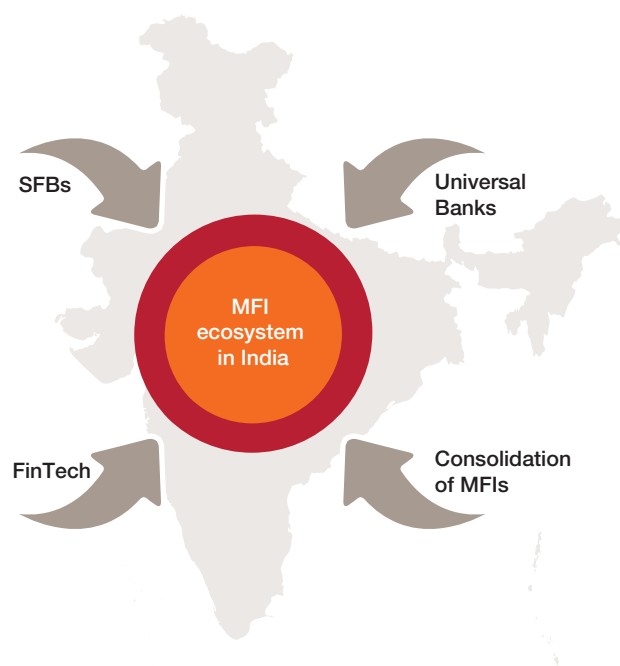 SFBs
Universal
Banks
MFI
ecosystem
in India
FinTech
Consolidation
of MFIs